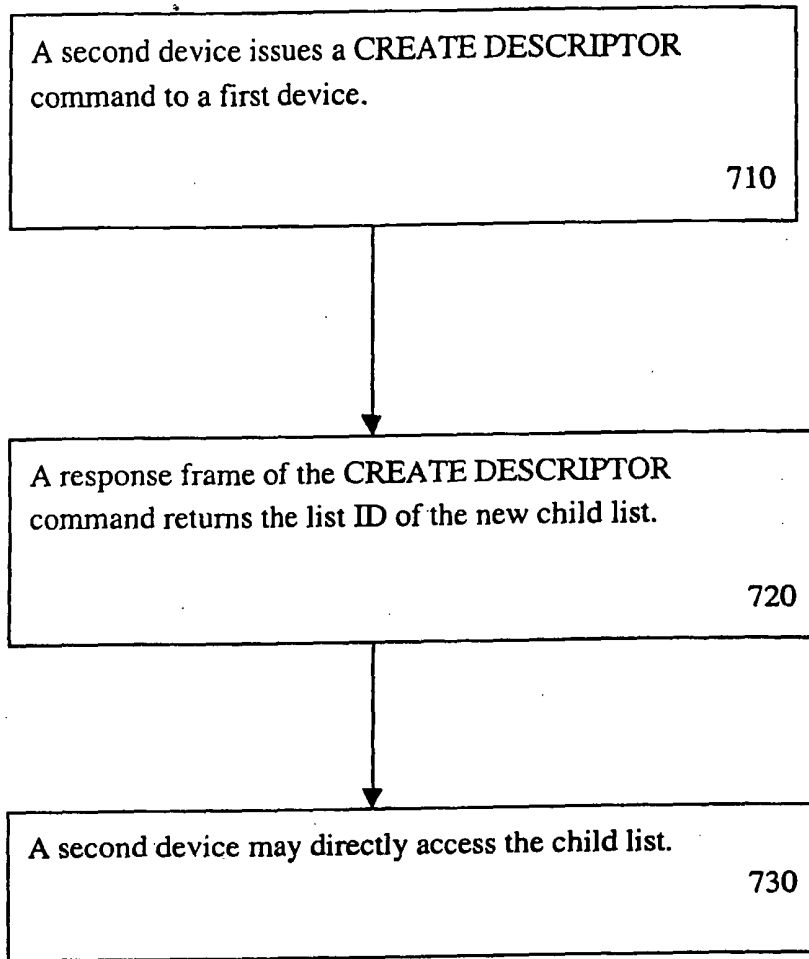 A second device issues a CREATE DESCRIPTOR
command to a first device.
710
A response frame of the CREATE DESCRIPTOR
command returns the list ID of the new child list.
720
A second device may directly access the child list.
730